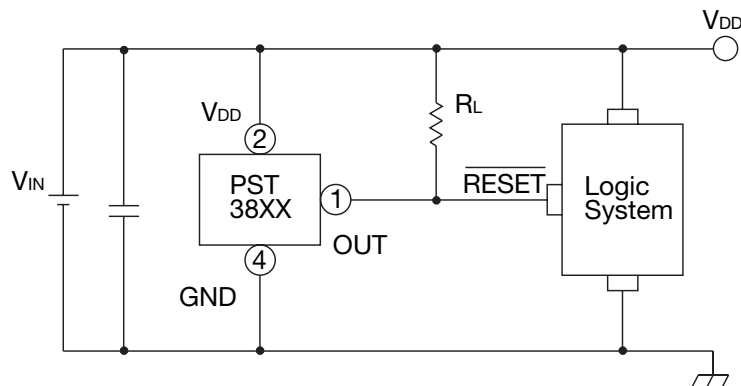 VDD
VDD
RL
2
VIN
PST
38XX
1
RESET
Logic
System
OUT
4
GND